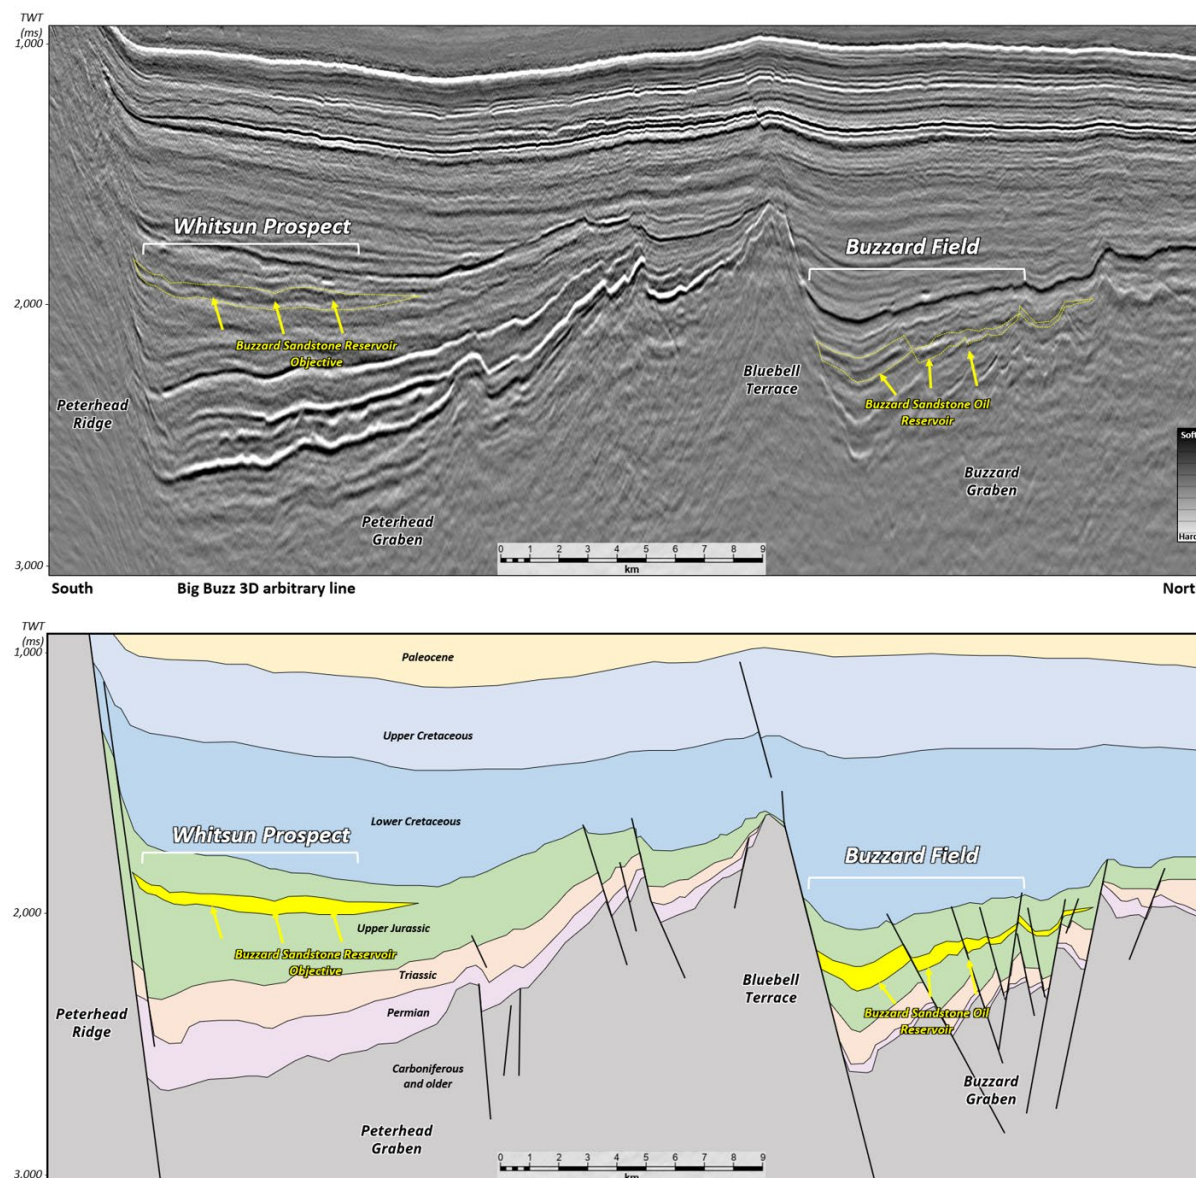 TWT
(ms)
1,000
Whitsun Prospect
Buzzard Field
2,000
Buzzard Sandstone Reservoir
Objective
Bluebell
Terrace
Peterhead
Ridge
Buzzard Sandstone Oil
Reservoir
Soft
Buzzard
Graben
Peterhead
Graben
Hard
0 1 2 3 4 5 6 7 8 9
km
3,000
South
Big Buzz 3D arbitrary line
Nort
TWT
(ms)
1,000
Paleocene
Upper Cretaceous
Lower Cretaceous
Whitsun Prospect
Buzzard Field
2,000
Upper Jurassic
Buzzard Sandstone Reservoir
Objective
Triassic
Bluebell
Terrace
Peterhead
Ridge
Permian
Buzzard Sandstone Oil
Reservoir
Carboniferous
and older
Buzzard
Graben
Peterhead
Graben
0 1 2 3 4 5 6 7 8 9
km
3,000